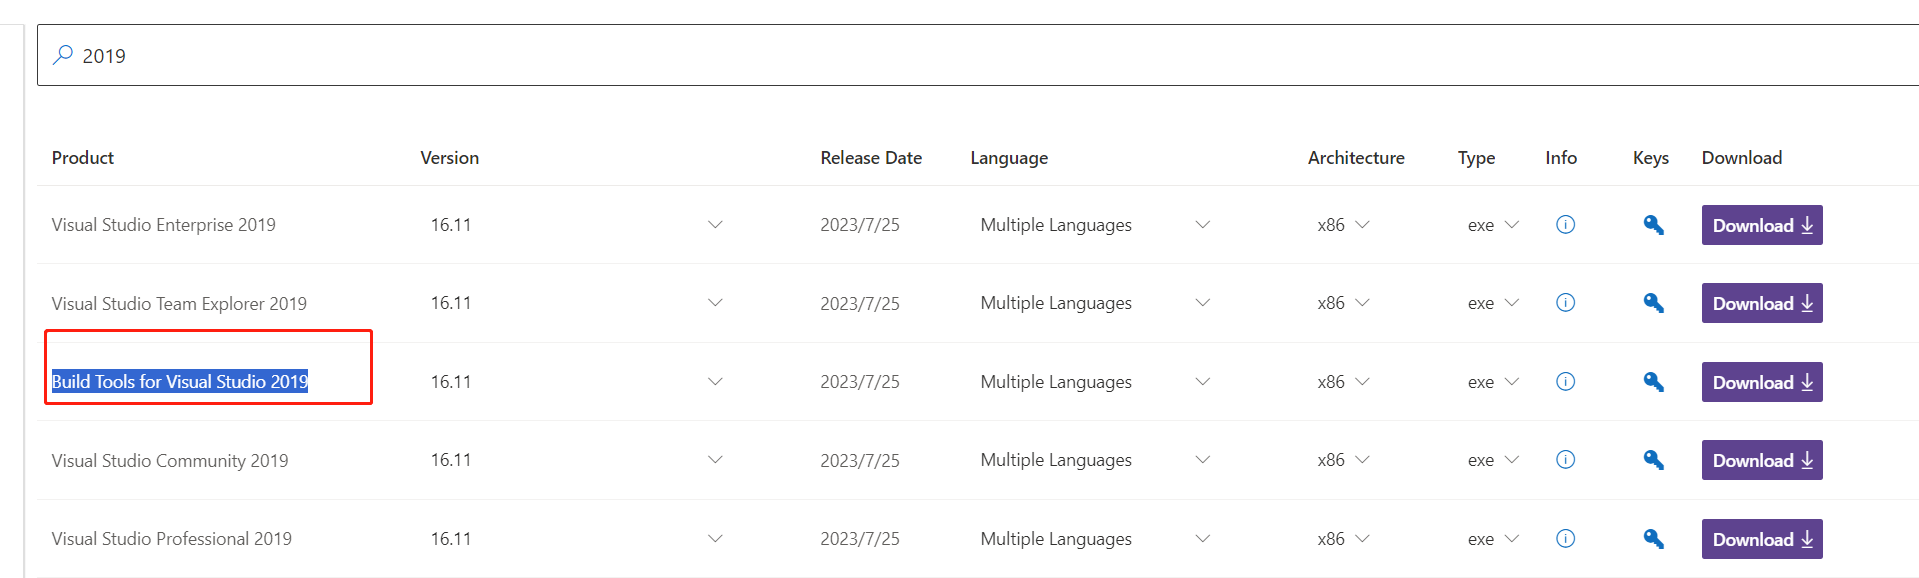 2019
Product Version Release Date Language Architecture Type Info Keys Download
Visual Studio Enterprise 2019 16.11 2023/7/25 Multiple Languages x86 exe Download
Visual Studio Team Explorer 2019 16.11 2023/7/25 Multiple Languages x86 exe Download
Build Tools for Visual Studio 2019 16.11 2023/7/25 Multiple Languages x86 exe Download
Visual Studio Community 2019 16.11 2023/7/25 Multiple Languages x86 exe Download
Visual Studio Professional 2019 16.11 2023/7/25 Multiple Languages x86 exe Download